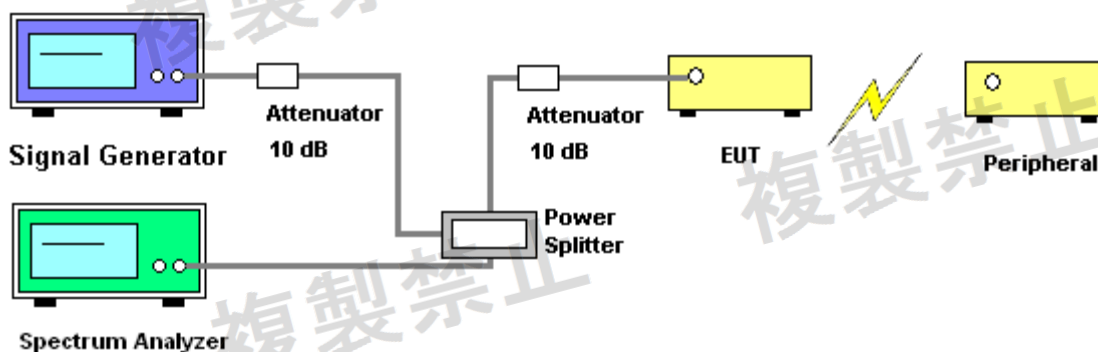 複製禁止
Attenuator
10 dB
Signal Generator
Attenuator
10 dB
EUT
Peripheral
複製禁止
Power
Splitter
複製禁止
Spectrum Analyzer